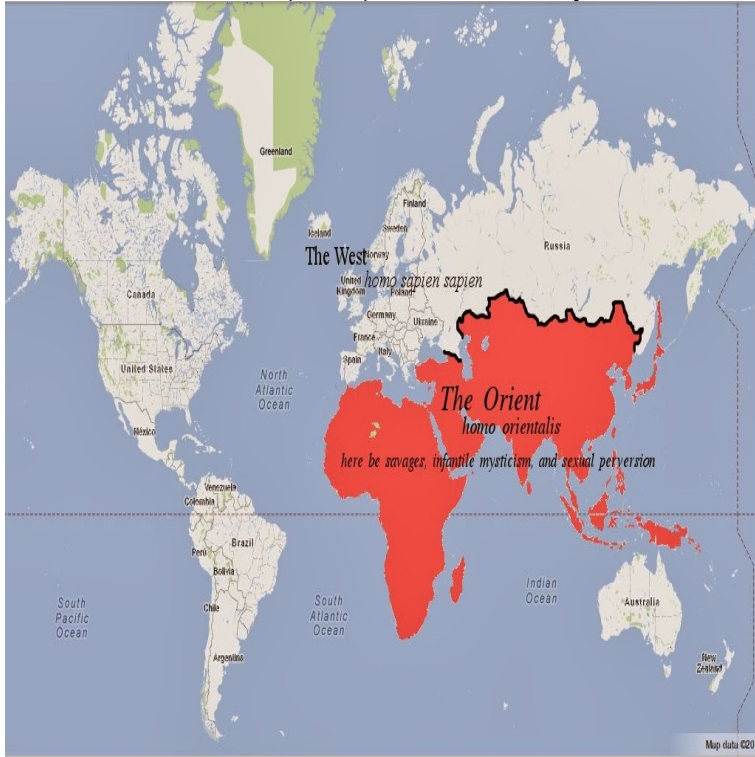 Greenland
Iceland
Finland
Sweden
Norway
Russia
The West
homo sapien sapien
United
Kingdom
Poland
Germany
Ukraine
France
Italy
Spain
Canada
United States
North
Atlantic
Ocean
México
The Orient
homo orientalis
here be savages, infantile mysticism, and sexual perversion
Venezuela
Colombia
Brazil
Perú
Bolivia
Chile
Argentina
South
Pacific
Ocean
South
Atlantic
Ocean
Indian
Ocean
Australia
New
Zealand
Map data ©20